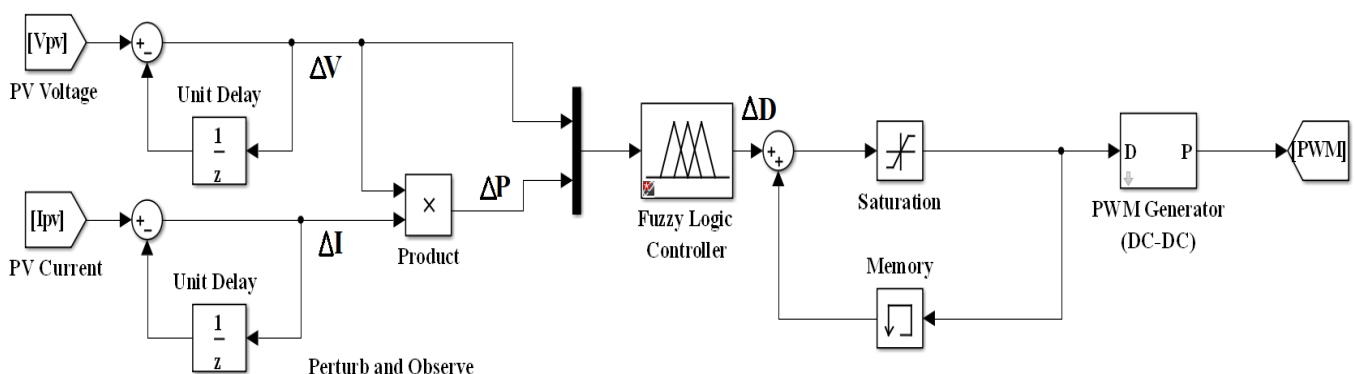 [Vpv]
+
−
PV Voltage
ΔV
Unit Delay
1
z
[Ipv]
+
−
PV Current
ΔI
Unit Delay
1
z
Perturb and Observe
×
Product
ΔP
Fuzzy Logic
Controller
ΔD
+
+
Saturation
Memory
D
P
PWM Generator
(DC-DC)
[PWM]